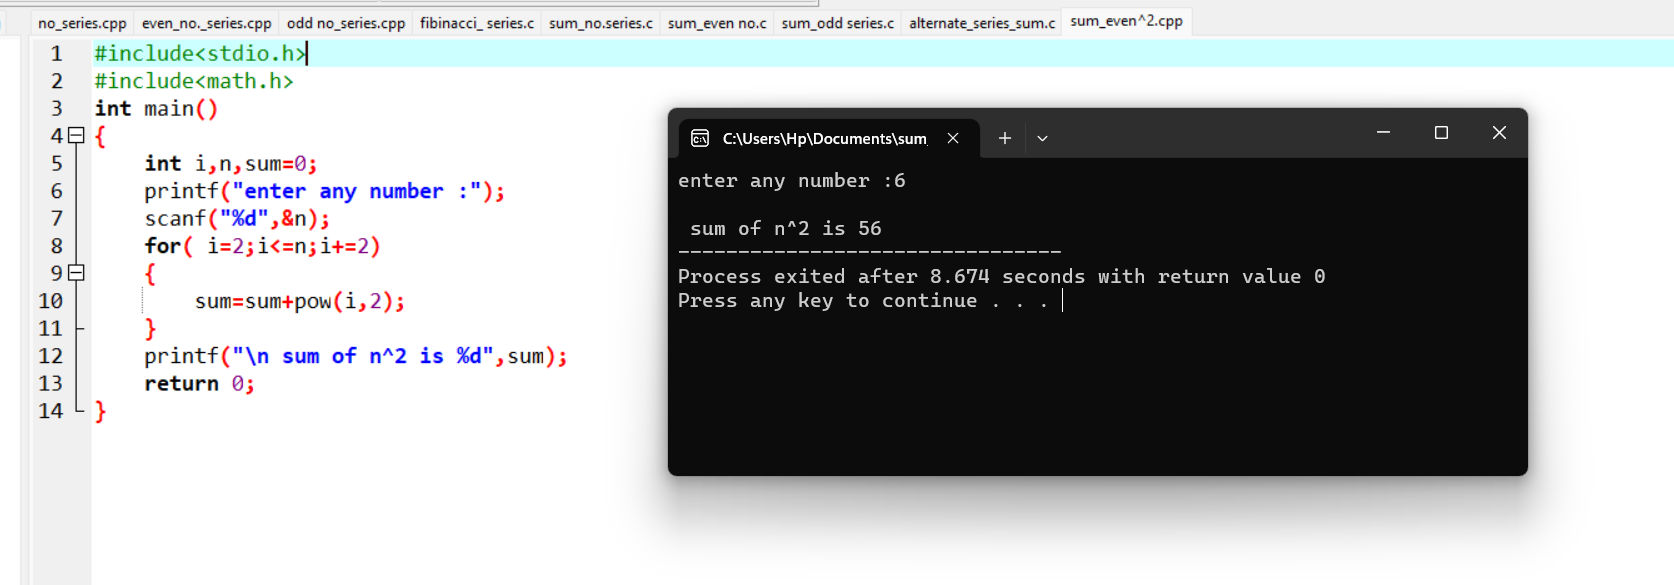 no_series.cpp even_no._series.cpp odd no_series.cpp fibinacci_ series.c sum_no.series.c sum_even no.c sum_odd series.c alternate_series_sum.c sum_even^2.cpp
1 #include<stdio.h>
2 #include<math.h>
3 int main()
4 {
5 int i,n,sum=0;
6 printf("enter any number :");
7 scanf("%d",&n);
8 for( i=2;i<=n;i+=2)
9 {
10 sum=sum+pow(i,2);
11 }
12 printf("\n sum of n^2 is %d",sum);
13 return 0;
14 }
C:\Users\Hp\Documents\sum_
enter any number :6
sum of n^2 is 56
--------------------------------
Process exited after 8.674 seconds with return value 0
Press any key to continue . . .